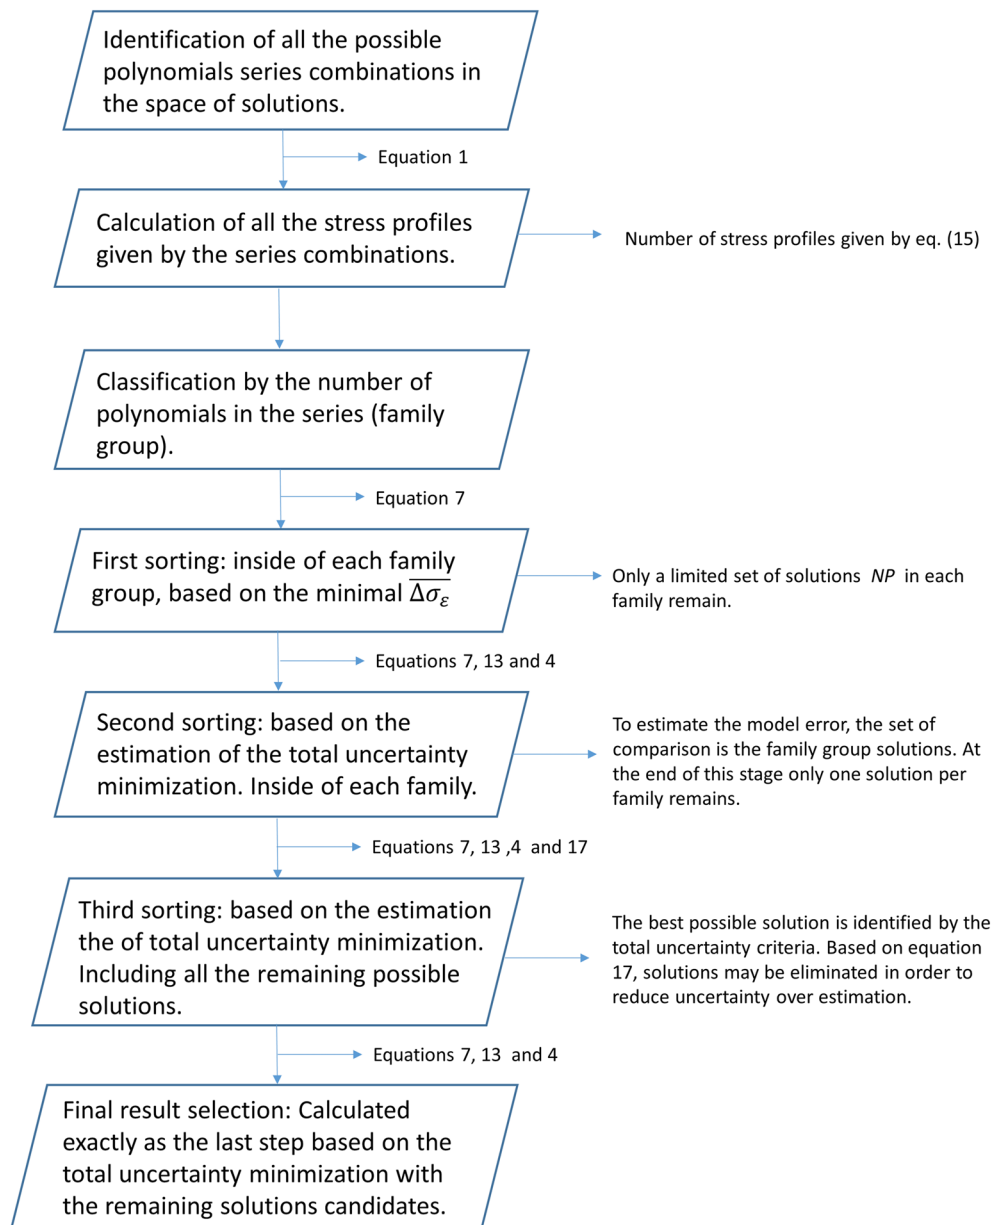 Identification of all the possible
polynomials series combinations in
the space of solutions.
Equation 1
Calculation of all the stress profiles
given by the series combinations.
Number of stress profiles given by eq. (15)
Classification by the number of
polynomials in the series (family
group).
Equation 7
First sorting: inside of each family
group, based on the minimal $\overline{\Delta\sigma_{\varepsilon}}$
Only a limited set of solutions NP in each
family remain.
Equations 7, 13 and 4
Second sorting: based on the
estimation of the total uncertainty
minimization. Inside of each family.
To estimate the model error, the set of
comparison is the family group solutions. At
the end of this stage only one solution per
family remains.
Equations 7, 13 ,4 and 17
Third sorting: based on the estimation
the of total uncertainty minimization.
Including all the remaining possible
solutions.
The best possible solution is identified by the
total uncertainty criteria. Based on equation
17, solutions may be eliminated in order to
reduce uncertainty over estimation.
Equations 7, 13 and 4
Final result selection: Calculated
exactly as the last step based on the
total uncertainty minimization with
the remaining solutions candidates.